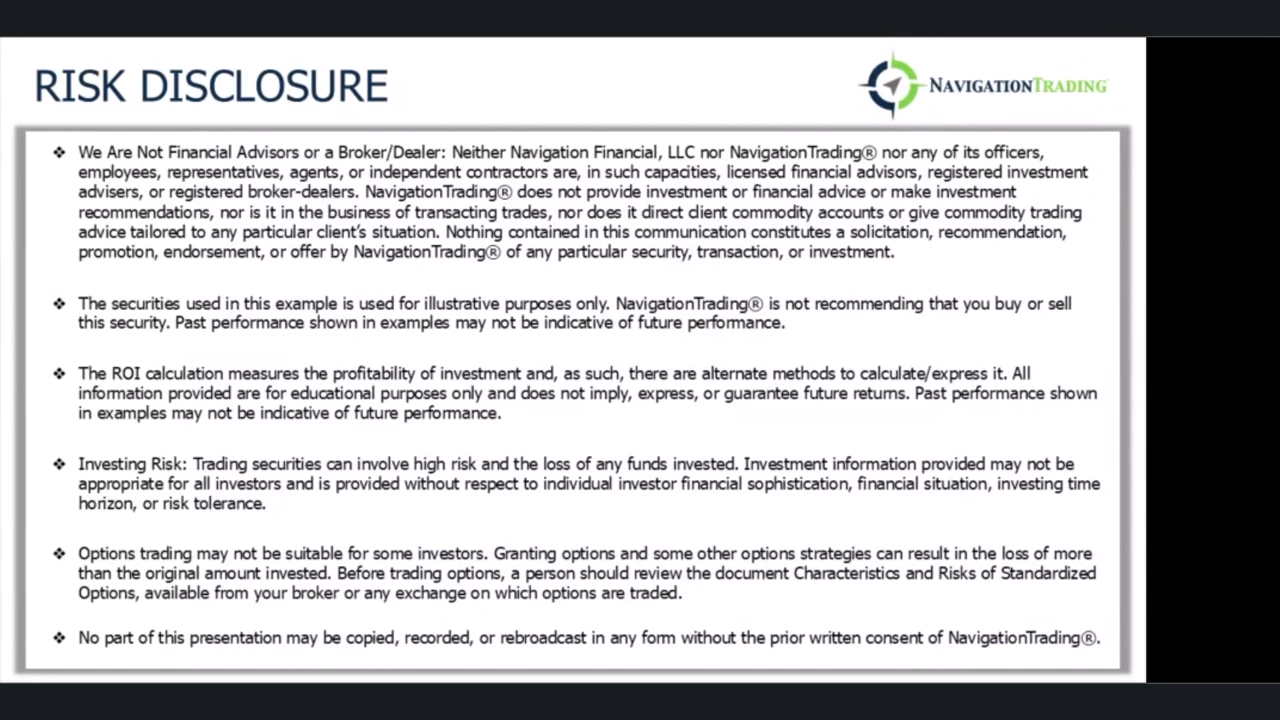 RISK DISCLOSURE
NAVIGATIONTRADING
❖ We Are Not Financial Advisors or a Broker/Dealer: Neither Navigation Financial, LLC nor NavigationTrading® nor any of its officers,
employees, representatives, agents, or independent contractors are, in such capacities, licensed financial advisors, registered investment
advisers, or registered broker-dealers. NavigationTrading® does not provide investment or financial advice or make investment
recommendations, nor is it in the business of transacting trades, nor does it direct client commodity accounts or give commodity trading
advice tailored to any particular client's situation. Nothing contained in this communication constitutes a solicitation, recommendation,
promotion, endorsement, or offer by NavigationTrading® of any particular security, transaction, or investment.
❖ The securities used in this example is used for illustrative purposes only. NavigationTrading® is not recommending that you buy or sell
this security. Past performance shown in examples may not be indicative of future performance.
❖ The ROI calculation measures the profitability of investment and, as such, there are alternate methods to calculate/express it. All
information provided are for educational purposes only and does not imply, express, or guarantee future returns. Past performance shown
in examples may not be indicative of future performance.
❖ Investing Risk: Trading securities can involve high risk and the loss of any funds invested. Investment information provided may not be
appropriate for all investors and is provided without respect to individual investor financial sophistication, financial situation, investing time
horizon, or risk tolerance.
❖ Options trading may not be suitable for some investors. Granting options and some other options strategies can result in the loss of more
than the original amount invested. Before trading options, a person should review the document Characteristics and Risks of Standardized
Options, available from your broker or any exchange on which options are traded.
❖ No part of this presentation may be copied, recorded, or rebroadcast in any form without the prior written consent of NavigationTrading®.